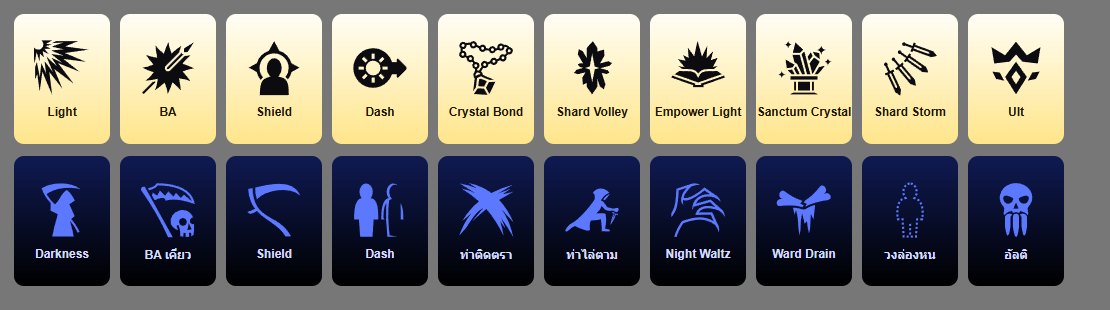 Light
BA
Shield
Dash
Crystal Bond
Shard Volley
Empower Light
Sanctum Crystal
Shard Storm
Ult
Darkness
BA เคียว
Shield
Dash
ท่าติดตรา
ท่าไล่ตาม
Night Waltz
Ward Drain
วงล่องหน
อัลติ